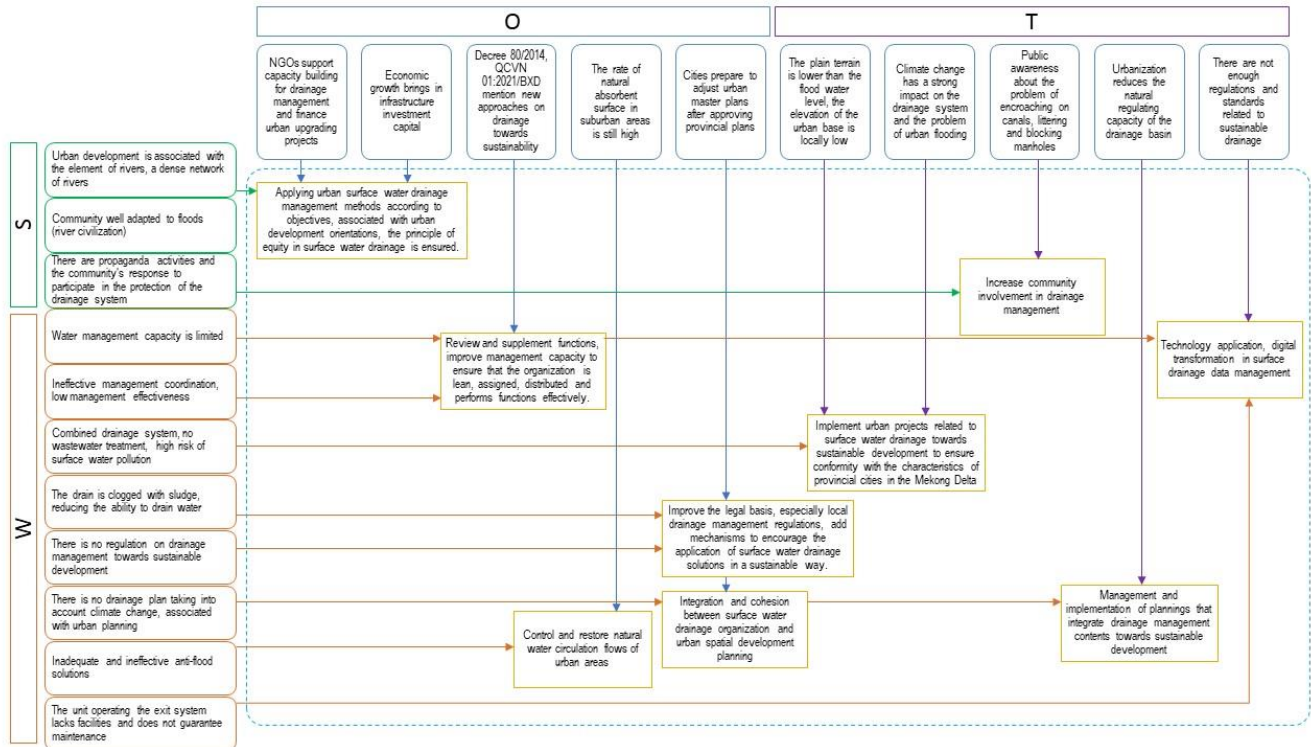 O
T
NGOs support
capacity building
for drainage
management
and finance
urban upgrading
projects
Economic
growth brings in
infrastructure
investment
capital
Decree 80/2014,
QCVN
01:2021/BXD
mention new
approaches on
drainage
towards
sustainability
The rate of
natural
absorbent
surface in
suburban areas
is still high
Cities prepare to
adjust urban
master plans
after approving
provincial plans
The plain terrain
is lower than the
flood water
level, the
elevation of the
urban base is
locally low
Climate change
has a strong
impact on the
drainage system
and the problem
of urban flooding
Public
awareness about
the problem of
encroaching on
canals, littering
and blocking
manholes
Urbanization
reduces the
natural
regulating
capacity of the
drainage basin
There are not
enough
regulations and
standards
related to
sustainable
drainage
S
Urban development is associated with
the element of rivers, a dense network
of rivers
Community well adapted to floods
(river civilization)
There are propaganda activities and
the community's response to
participate in the protection of the
drainage system
W
Water management capacity is limited
Ineffective management coordination,
low management effectiveness
Combined drainage system, no
wastewater treatment, high risk of
surface water pollution
The drain is clogged with sludge,
reducing the ability to drain water
There is no regulation on drainage
management towards sustainable
development
There is no drainage plan taking into
account climate change, associated
with urban planning
Inadequate and ineffective anti-flood
solutions
The unit operating the exit system
lacks facilities and does not guarantee
maintenance
Applying urban surface water drainage
management methods according to
objectives, associated with urban
development orientations, the principle of
equity in surface water drainage is ensured.
Increase community
involvement in drainage
management
Review and supplement functions,
improve management capacity to
ensure that the organization is
lean, assigned, distributed and
performs functions effectively.
Technology application, digital
transformation in surface
drainage data management
Implement urban projects related to
surface water drainage towards
sustainable development to ensure
conformity with the characteristics of
provincial cities in the Mekong Delta
Improve the legal basis, especially local
drainage management regulations, add
mechanisms to encourage the
application of surface water drainage
solutions in a sustainable way.
Control and restore natural
water circulation flows of
urban areas
Integration and cohesion
between surface water
drainage organization and
urban spatial development
planning
Management and
implementation of plannings that
integrate drainage management
contents towards sustainable
development